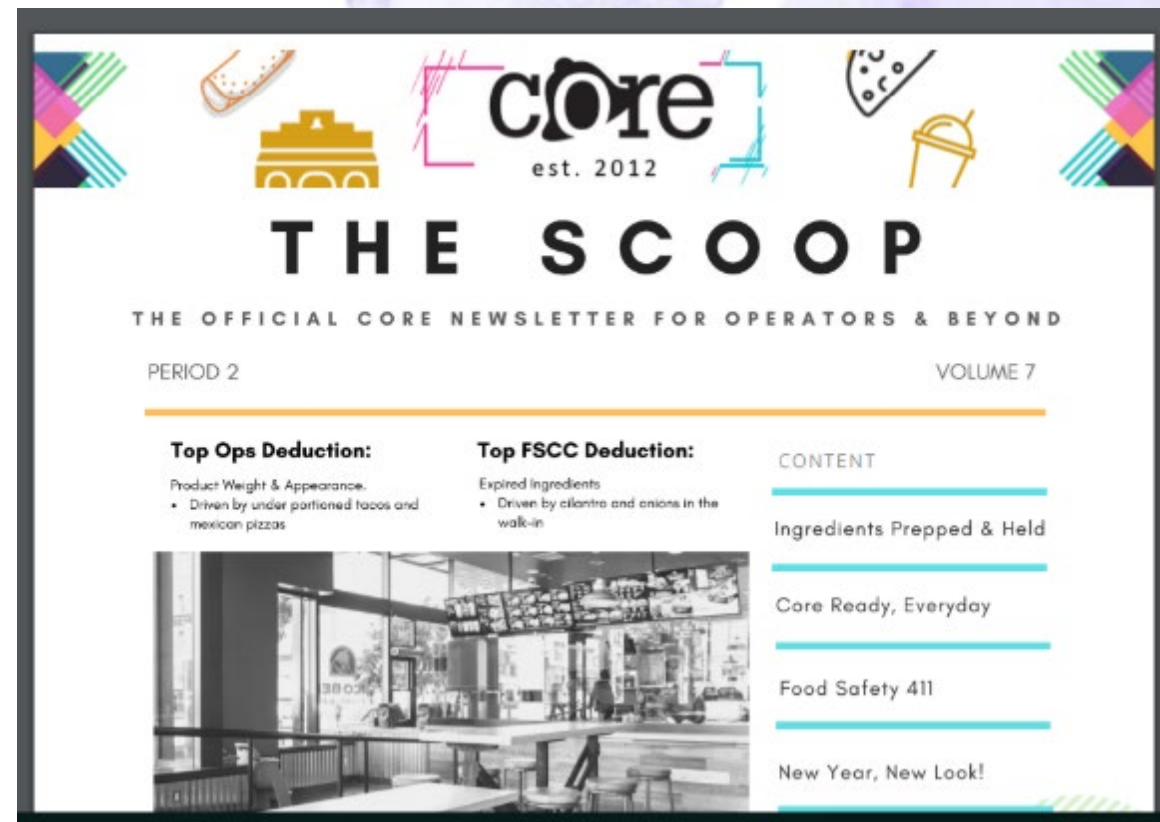 core
est. 2012
THE SCOOP
THE OFFICIAL CORE NEWSLETTER FOR OPERATORS & BEYOND
PERIOD 2
VOLUME 7
Top Ops Deduction:
Product Weight & Appearance.
• Driven by under portioned tacos and
mexican pizzas
Top FSCC Deduction:
Expired Ingredients
• Driven by cilantro and onions in the
walk-in
CONTENT
Ingredients Prepped & Held
Core Ready, Everyday
Food Safety 411
New Year, New Look!